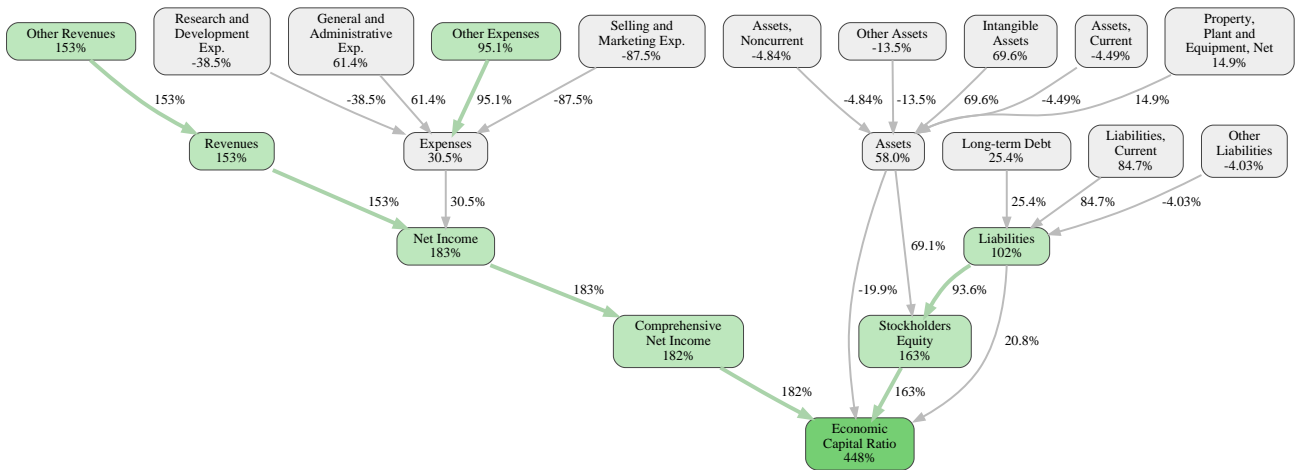 Other Revenues
153%
Research and
Development
Exp.
-38.5%
General and
Administrative
Exp.
61.4%
Other Expenses
95.1%
Selling and
Marketing Exp.
-87.5%
Assets,
Noncurrent
-4.84%
Other Assets
-13.5%
Intangible
Assets
69.6%
Assets,
Current
-4.49%
Property,
Plant and
Equipment, Net
14.9%
153%
-38.5%
61.4%
95.1%
-87.5%
-4.84%
-13.5%
69.6%
-4.49%
14.9%
Revenues
153%
Expenses
30.5%
Assets
58.0%
Long-term Debt
25.4%
Liabilities,
Current
84.7%
Other
Liabilities
-4.03%
153%
30.5%
25.4%
84.7%
-4.03%
Net Income
183%
69.1%
Liabilities
102%
183%
-19.9%
93.6%
Comprehensive
Net Income
182%
Stockholders
Equity
163%
20.8%
182%
163%
Economic
Capital Ratio
448%